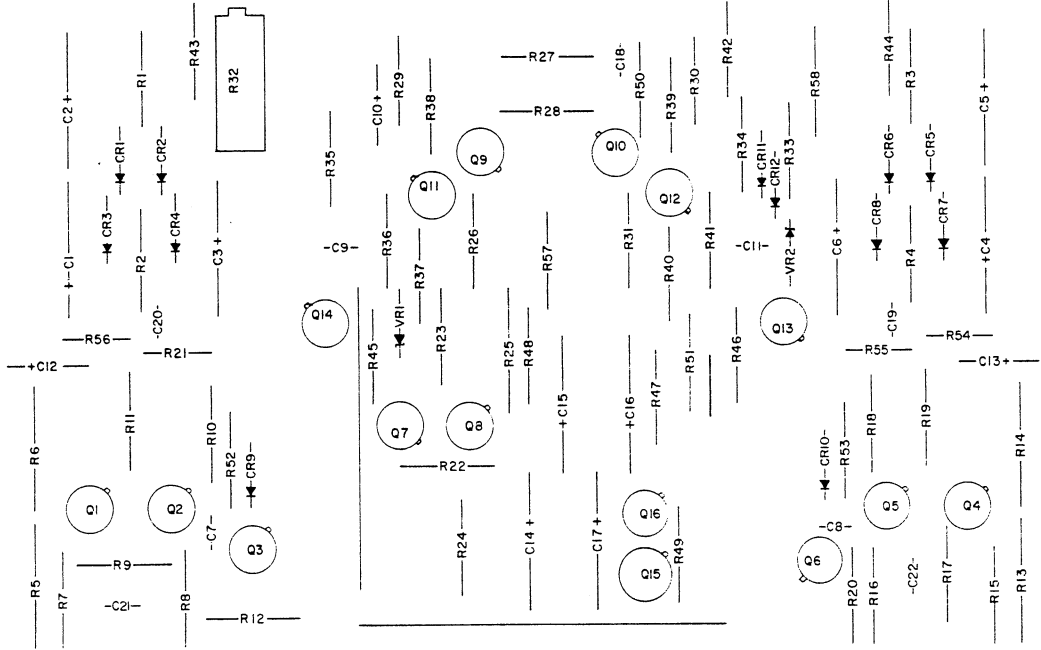 R43
R32
C2+
R1
CR1
CR2
CR3
CR4
+C1
R2
C3+
-C20-
R56
R21
+C12
R11
R10
R52
CR9
R6
Q1
Q2
-C7-
Q3
R5
R7
R9
-C21-
R8
R12
R27
R28
-C18-
C10+
R29
R38
R50
R39
R30
R42
R35
Q9
Q10
Q11
Q12
R34
CR11
CR12-
R33
R58
-C9-
R36
R37
R26
R57
R31
R40
R41
-C11-
VR2
Q14
R45
VR1
R23
R25
R48
+C15
+C16
R47
R51
R46
Q13
Q7
Q8
R22
R24
C14+
C17+
Q16
Q15
R49
R44
R3
C5+
CR6
CR5
CR8
CR7
C6+
R4
+C4
-C19-
R55
R54
C13+
R18
R19
R14
CR10
R53
Q5
Q4
-C8-
Q6
R20
R16
-C22-
R17
R15
R13